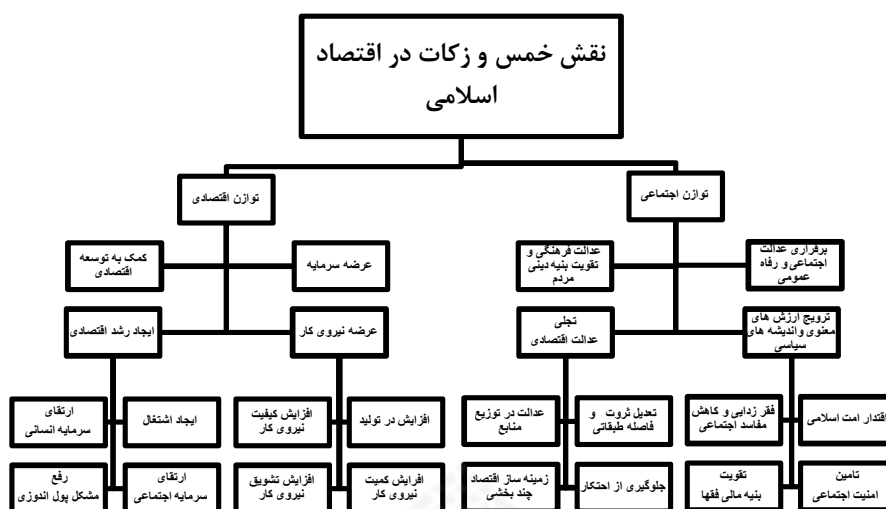 نقش خمس و زکات در اقتصاد
اسلامی
توازن اجتماعی
توازن اقتصادی
برقراری عدالت
اجتماعی و رفاه
عمومی
عدالت فرهنگی و
تقویت بنیه دینی
مردم
عرضه سرمایه
کمک به توسعه
اقتصادی
ترویج ارزش های
معنوی واندیشه های
سیاسی
تجلی
عدالت اقتصادی
عرضه نیروی کار
ایجاد رشد اقتصادی
اقتدار امت اسلامی
فقر زدایی و کاهش
مفاسد اجتماعی
تعدیل ثروت و
فاصله طبقاتی
عدالت در توزیع
منابع
افزایش در تولید
افزایش کیفیت
نیروی کار
ایجاد اشتغال
ارتقای
سرمایه انسانی
تامین
امنیت اجتماعی
تقویت
بنیه مالی فقها
جلوگیری از احتکار
زمینه ساز اقتصاد
چند بخشی
افرایش کمیت
نیروی کار
افزایش تشویق
نیروی کار
ارتقای
سرمایه اجتماعی
رفع
مشکل پول اندوزی